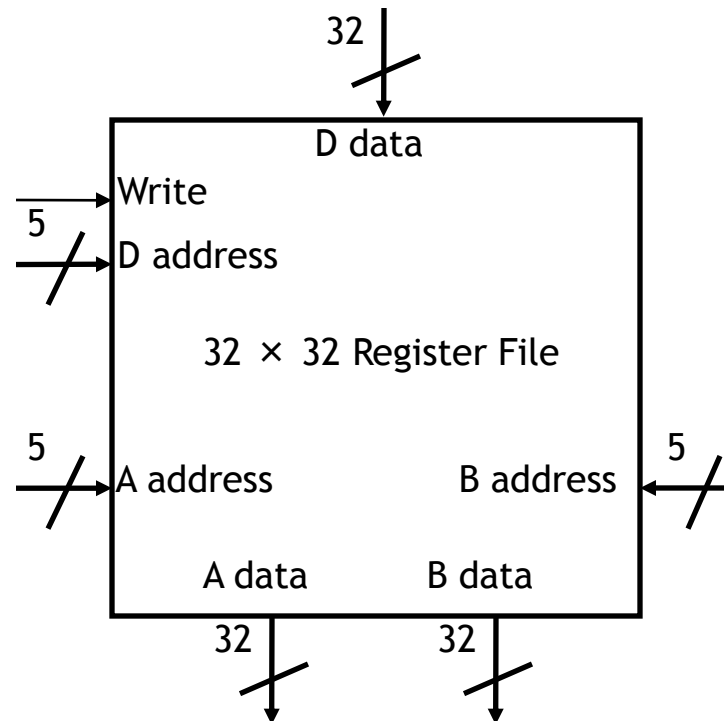 32
D data
Write
5
D address
32 × 32 Register File
5
5
A address
B address
A data
B data
32
32